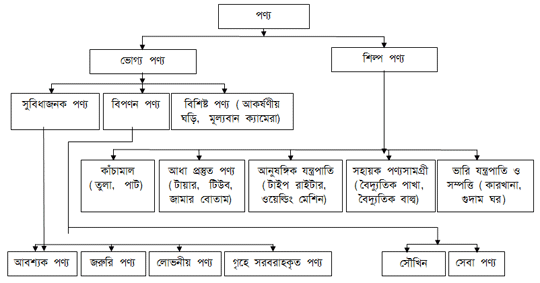 পণ্য
ভোগ্য পণ্য
শিল্প পণ্য
সুবিধাজনক পণ্য
বিপণন পণ্য
বিশিষ্ট পণ্য ( আকর্ষণীয়
ঘড়ি, মূল্যবান ক্যামেরা)
কাঁচামাল
(তুলা, পাট)
আধা প্রস্তুত পণ্য
(টায়ার, টিউব,
জামার বোতাম)
আনুষঙ্গিক যন্ত্রপাতি
(টাইপ রাইটার,
ওয়েল্ডিং মেশিন)
সহায়ক পণ্যসামগ্রী
(বৈদ্যুতিক পাখা,
বৈদ্যুতিক বাল্ব)
ভারি যন্ত্রপাতি ও
সম্পত্তি (কারখানা,
গুদাম ঘর)
আবশ্যক পণ্য
জরুরি পণ্য
লোভনীয় পণ্য
গৃহে সরবরাহকৃত পণ্য
সৌখিন
সেবা পণ্য